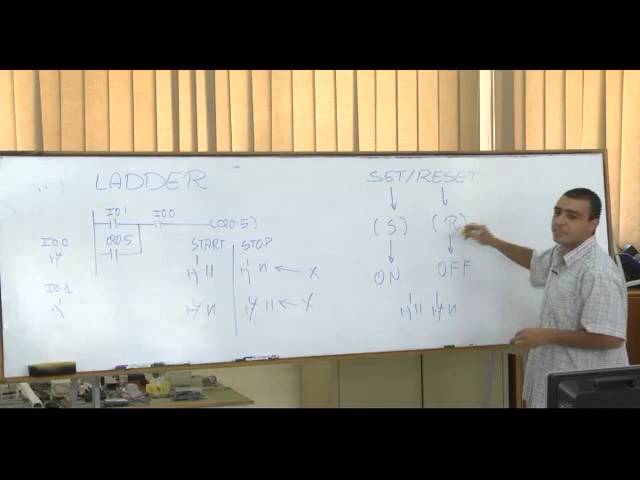 LADDER
I0.1 I0.0 (Q0.5)
Q0.5
I0.0
I0.1
START STOP
X
Y
SET/RESET
(S) (R)
ON OFF